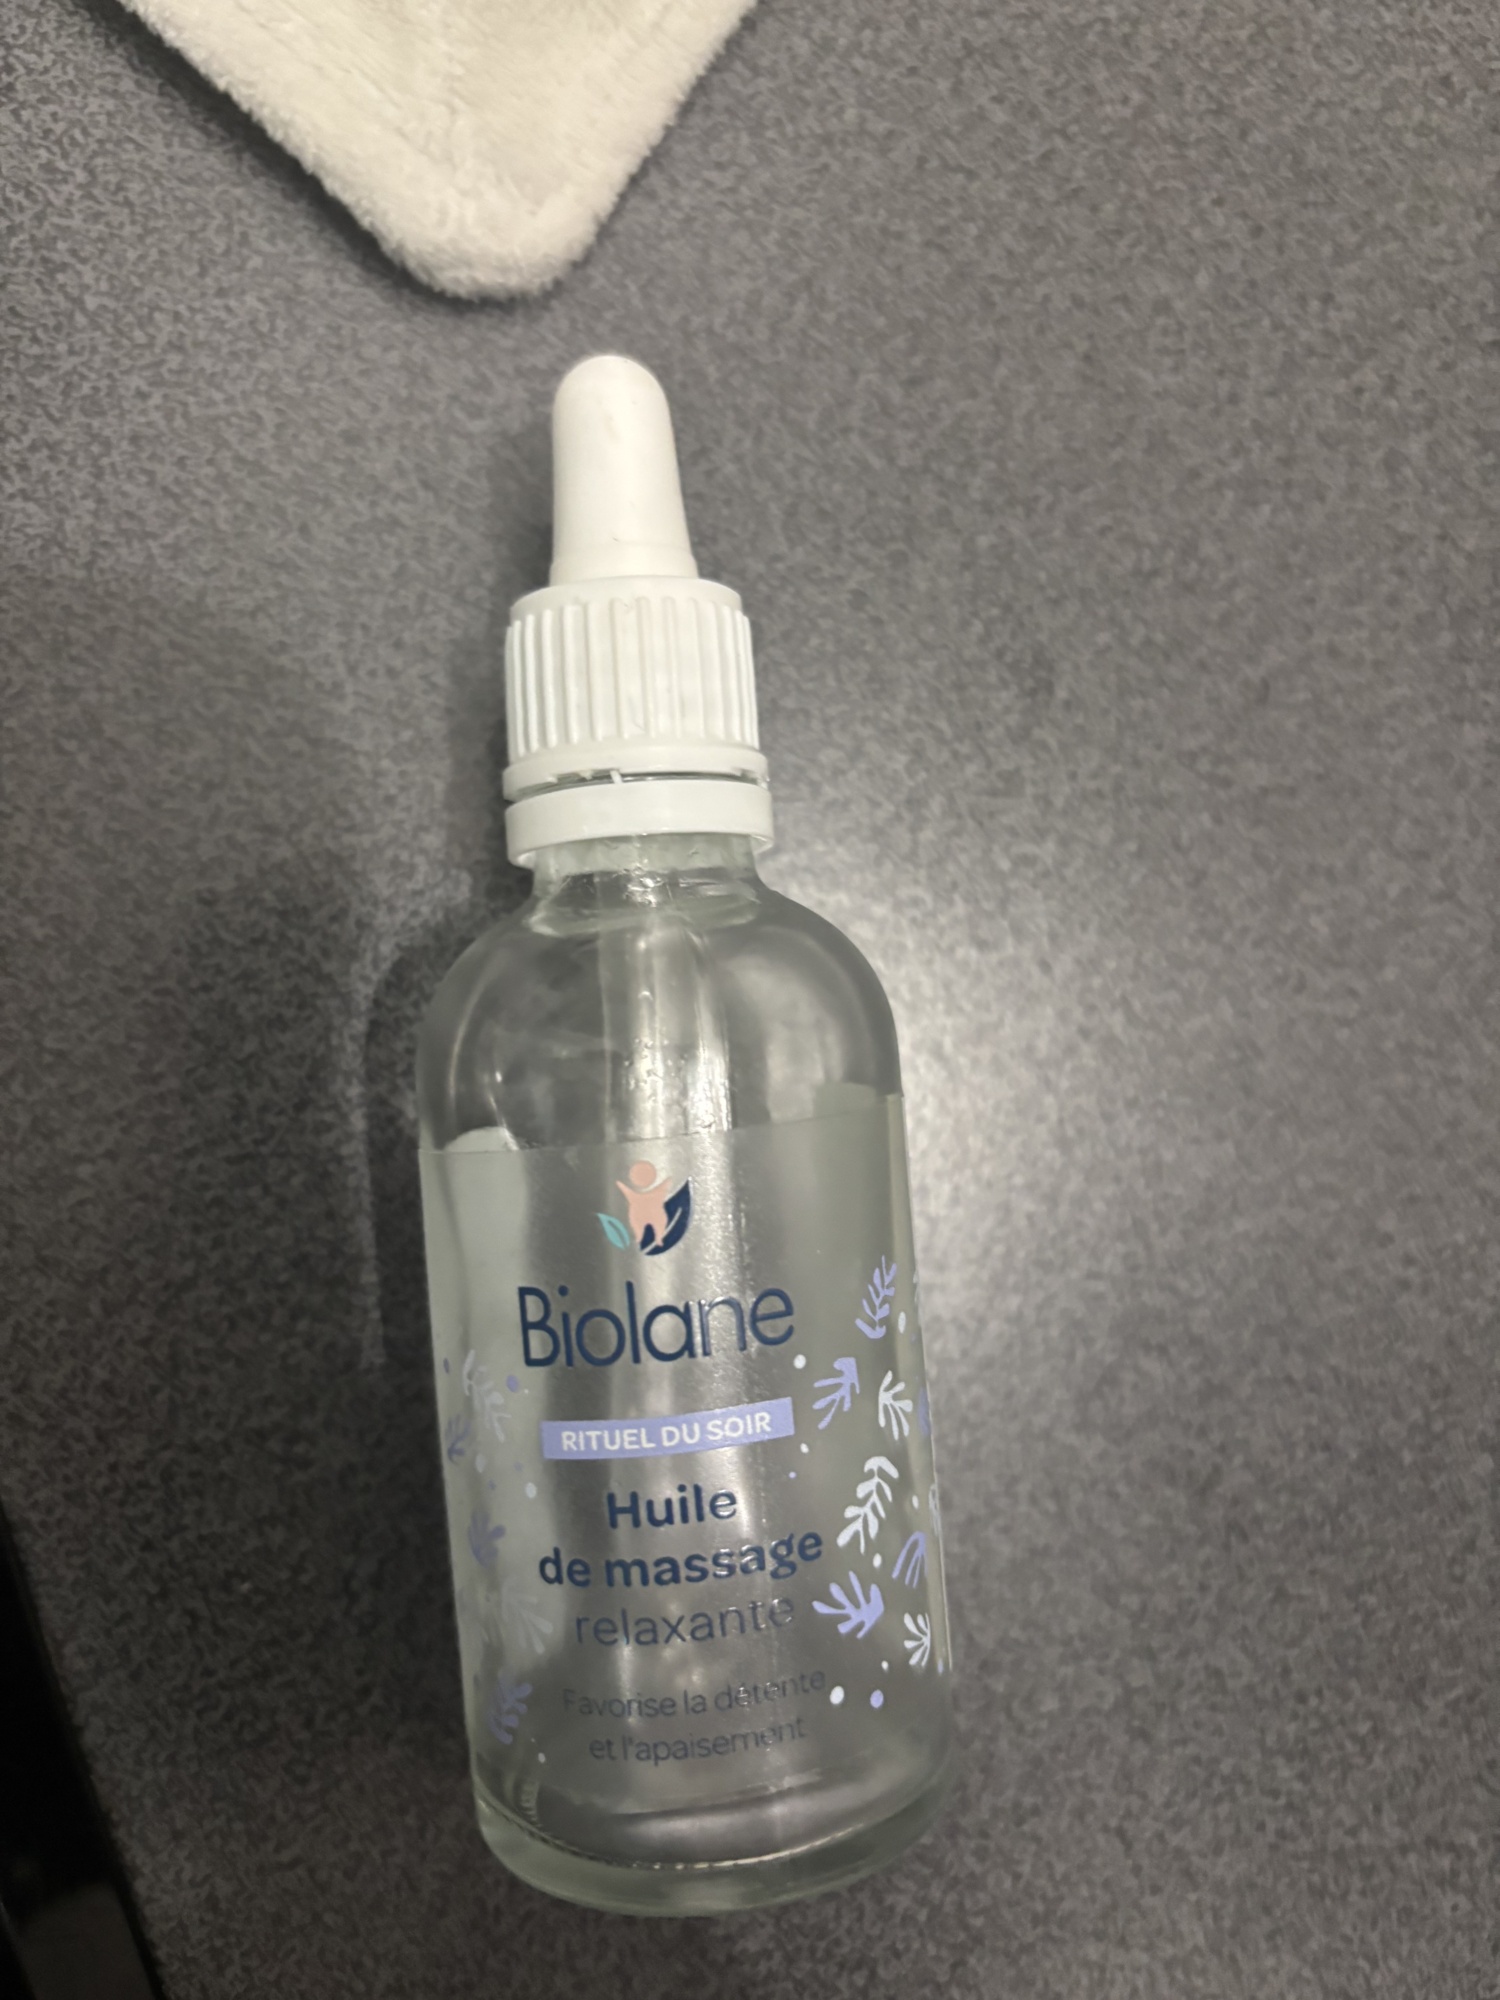 Biolane
RITUEL DU SOIR
Huile
de massage
relaxante
Favorise la détente
et l'apaisement